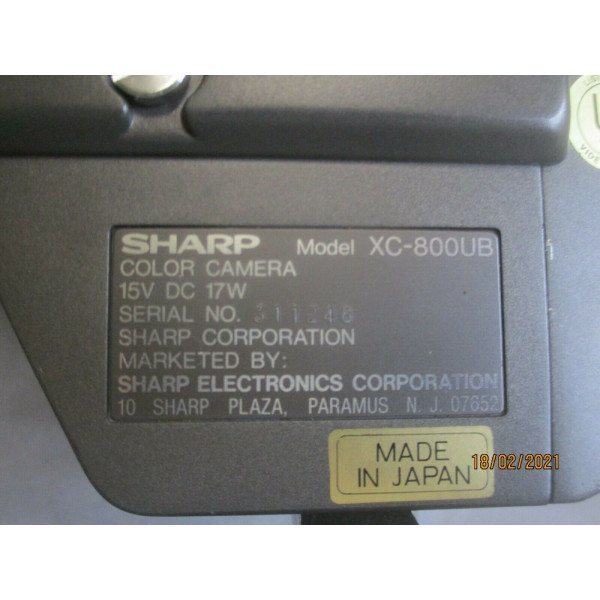 SHARP Model XC-800UB
COLOR CAMERA
15V DC 17W
SERIAL NO.
SHARP CORPORATION
MARKETED BY:
SHARP ELECTRONICS CORPORATION
10 SHARP PLAZA, PARAMUS N. J. 07652
MADE
IN JAPAN
18/02/2021